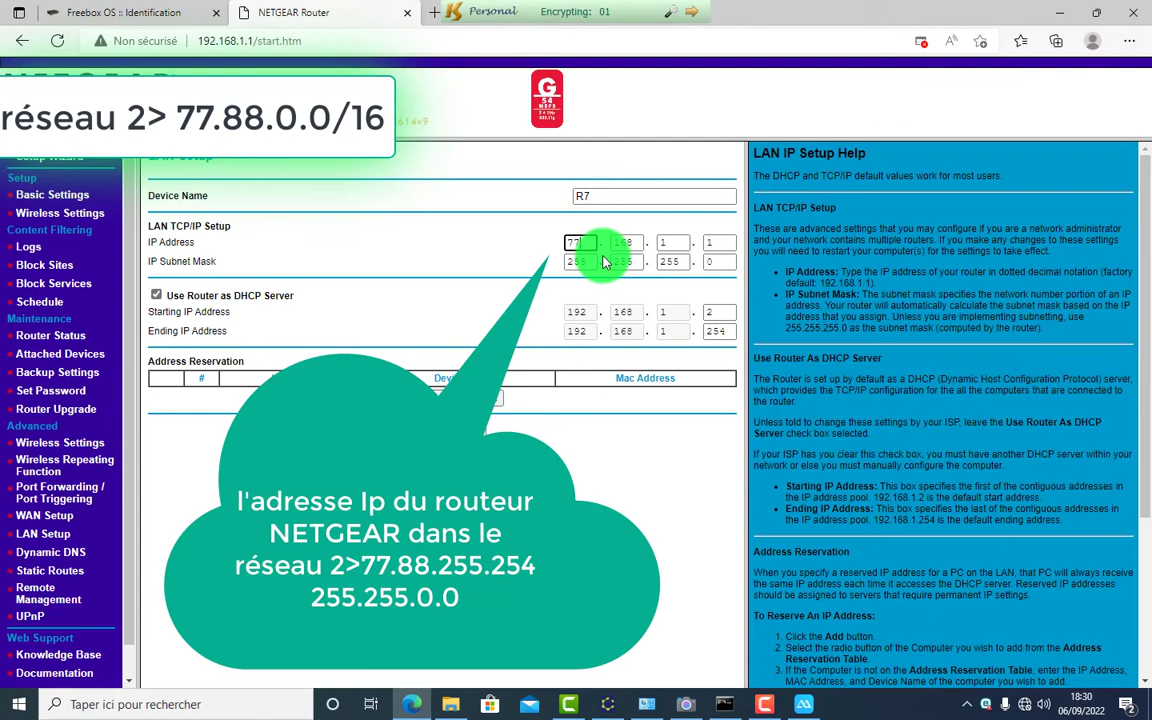 Freebox OS :: Identification
NETGEAR Router
Personal
Encrypting: 01
Non sécurisé
192.168.1.1/start.htm
G
54
MBPS
réseau 2> 77.88.0.0/16
614v9
Setup
Basic Settings
Wireless Settings
Content Filtering
Logs
Block Sites
Block Services
Schedule
Maintenance
Router Status
Attached Devices
Backup Settings
Set Password
Router Upgrade
Advanced
Wireless Settings
Wireless Repeating
Function
Port Forwarding /
Port Triggering
WAN Setup
LAN Setup
Dynamic DNS
Static Routes
Remote
Management
UPnP
Web Support
Knowledge Base
Documentation
Device Name
R7
LAN TCP/IP Setup
IP Address
77 . 168 . 1 . 1
IP Subnet Mask
255 . 255 . 255 . 0
Use Router as DHCP Server
Starting IP Address
192 . 168 . 1 . 2
Ending IP Address
192 . 168 . 1 . 254
Address Reservation
#
Mac Address
l'adresse Ip du routeur
NETGEAR dans le
réseau 2>77.88.255.254
255.255.0.0
LAN IP Setup Help
The DHCP and TCP/IP default values work for most users.
LAN TCP/IP Setup
These are advanced settings that you may configure if you are a network administrator
and your network contains multiple routers. If you make any changes to these settings
you will need to restart your computer(s) for the settings to take effect.
IP Address: Type the IP address of your router in dotted decimal notation (factory
default: 192.168.1.1).
IP Subnet Mask: The subnet mask specifies the network number portion of an IP
address. Your router will automatically calculate the subnet mask based on the IP
address that you assign. Unless you are implementing subnetting, use
255.255.255.0 as the subnet mask (computed by the router).
Use Router As DHCP Server
The Router is set up by default as a DHCP (Dynamic Host Configuration Protocol) server,
which provides the TCP/IP configuration for the all the computers that are connected to
the router.
Unless told to change these settings by your ISP, leave the Use Router As DHCP
Server check box selected.
If your ISP has you clear this check box, you must have another DHCP server within your
network or else you must manually configure the computer.
Starting IP Address: This box specifies the first of the contiguous addresses in
the IP address pool. 192.168.1.2 is the default start address.
Ending IP Address: This box specifies the last of the contiguous addresses in
the IP address pool. 192.168.1.254 is the default ending address.
Address Reservation
When you specify a reserved IP address for a PC on the LAN, that PC will always receive
the same IP address each time it accesses the DHCP server. Reserved IP addresses
should be assigned to servers that require permanent IP settings.
To Reserve An IP Address:
1. Click the Add button.
2. Select the radio button of the Computer you wish to add from the Address
Reservation Table.
3. If the Computer is not on the Address Reservation Table, enter the IP Address,
MAC Address, and Device Name of the computer you wish to add.
Taper ici pour rechercher
18:30
06/09/2022
2